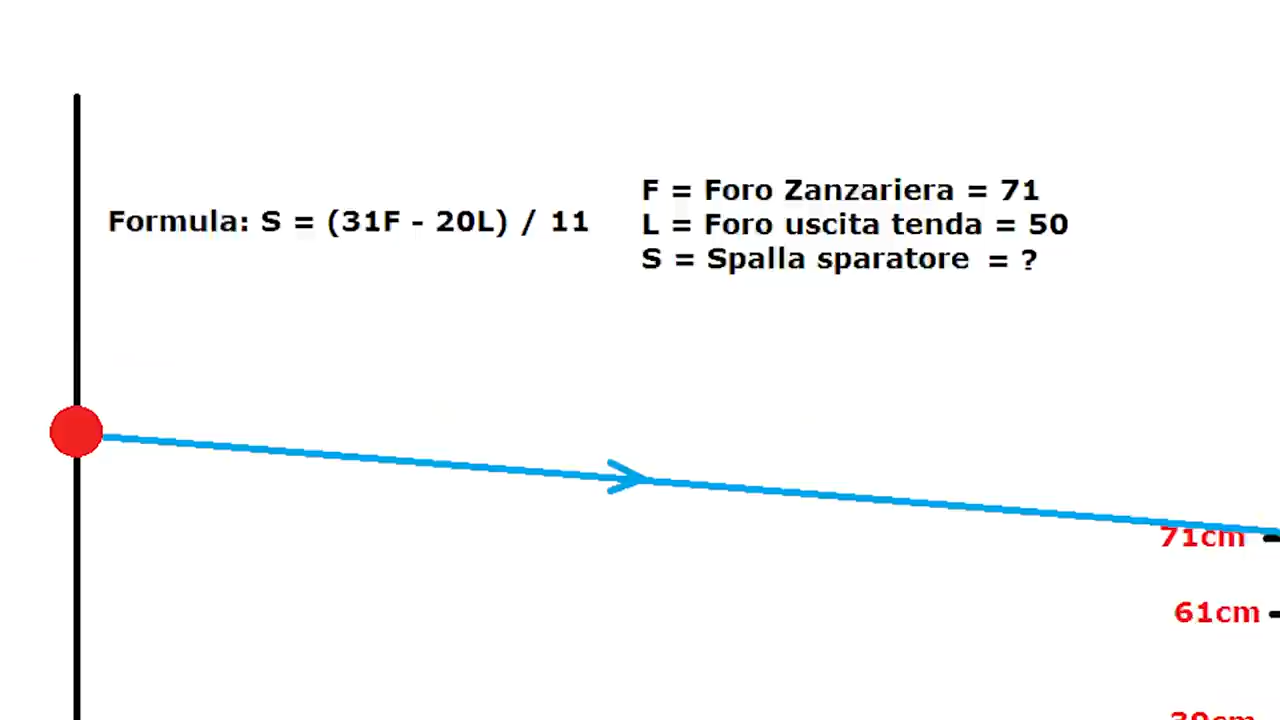 F = Foro Zanzariera = 71
Formula: S = (31F - 20L) / 11
L = Foro uscita tenda = 50
S = Spalla sparatore = ?
71cm
61cm